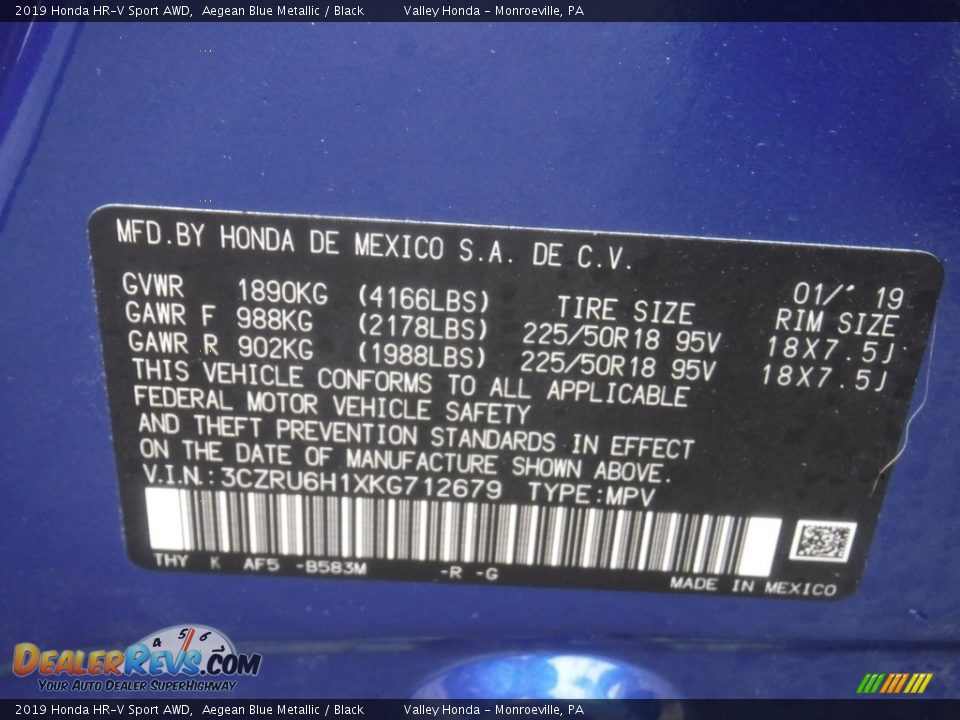 2019 Honda HR-V Sport AWD, Aegean Blue Metallic / Black Valley Honda - Monroeville, PA
MFD.BY HONDA DE MEXICO S.A. DE C.V.
01/ 19
GVWR 1890KG (4166LBS) TIRE SIZE RIM SIZE
GAWR F 988KG (2178LBS) 225/50R18 95V 18X7.5J
GAWR R 902KG (1988LBS) 225/50R18 95V 18X7.5J
THIS VEHICLE CONFORMS TO ALL APPLICABLE
FEDERAL MOTOR VEHICLE SAFETY
AND THEFT PREVENTION STANDARDS IN EFFECT
ON THE DATE OF MANUFACTURE SHOWN ABOVE.
V.I.N.: 3CZRU6H1XKG712679 TYPE:MPV
THY K AF5 -B583M -R -G
MADE IN MEXICO
4 5 6
DEALERREVS.COM
YOUR AUTO DEALER SUPERHIGHWAY
2019 Honda HR-V Sport AWD, Aegean Blue Metallic / Black Valley Honda - Monroeville, PA